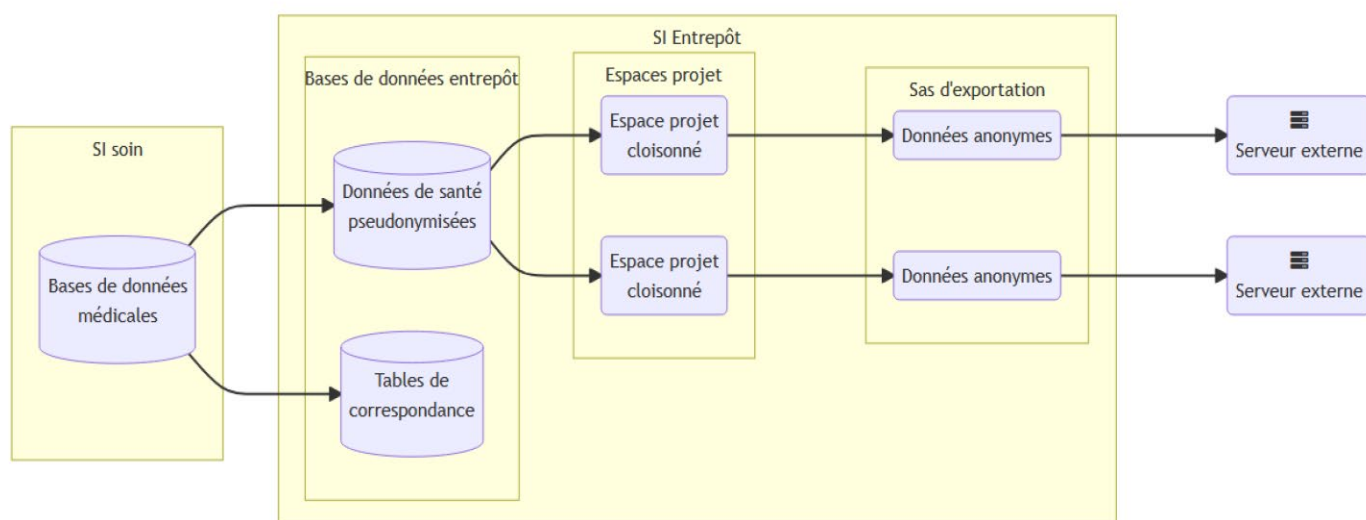 SI Entrepôt
Bases de données entrepôt
Espaces projet
Sas d'exportation
SI soin
Bases de données
médicales
Données de santé
pseudonymisées
Tables de
correspondance
Espace projet
cloisonné
Espace projet
cloisonné
Données anonymes
Données anonymes
Serveur externe
Serveur externe